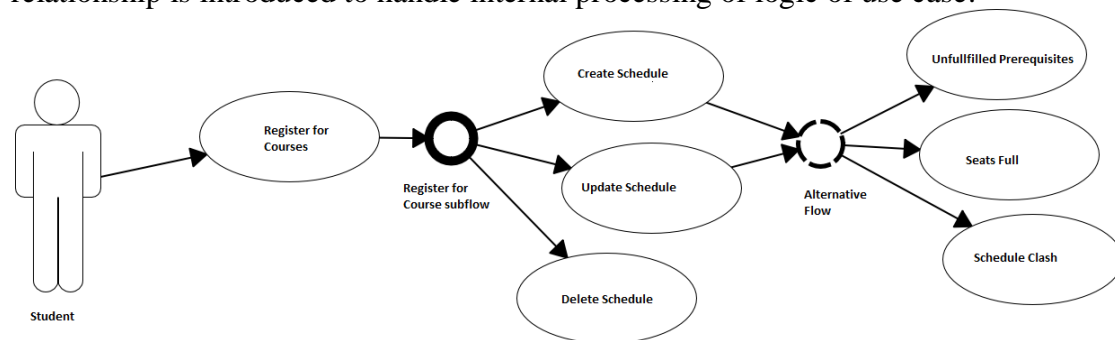 relationship is introduced to handle internal processing of logic of use case.
Create Schedule
Unfullfilled Prerequisites
Register for
Courses
Seats Full
Register for
Course subflow
Update Schedule
Alternative
Flow
Schedule Clash
Delete Schedule
Student